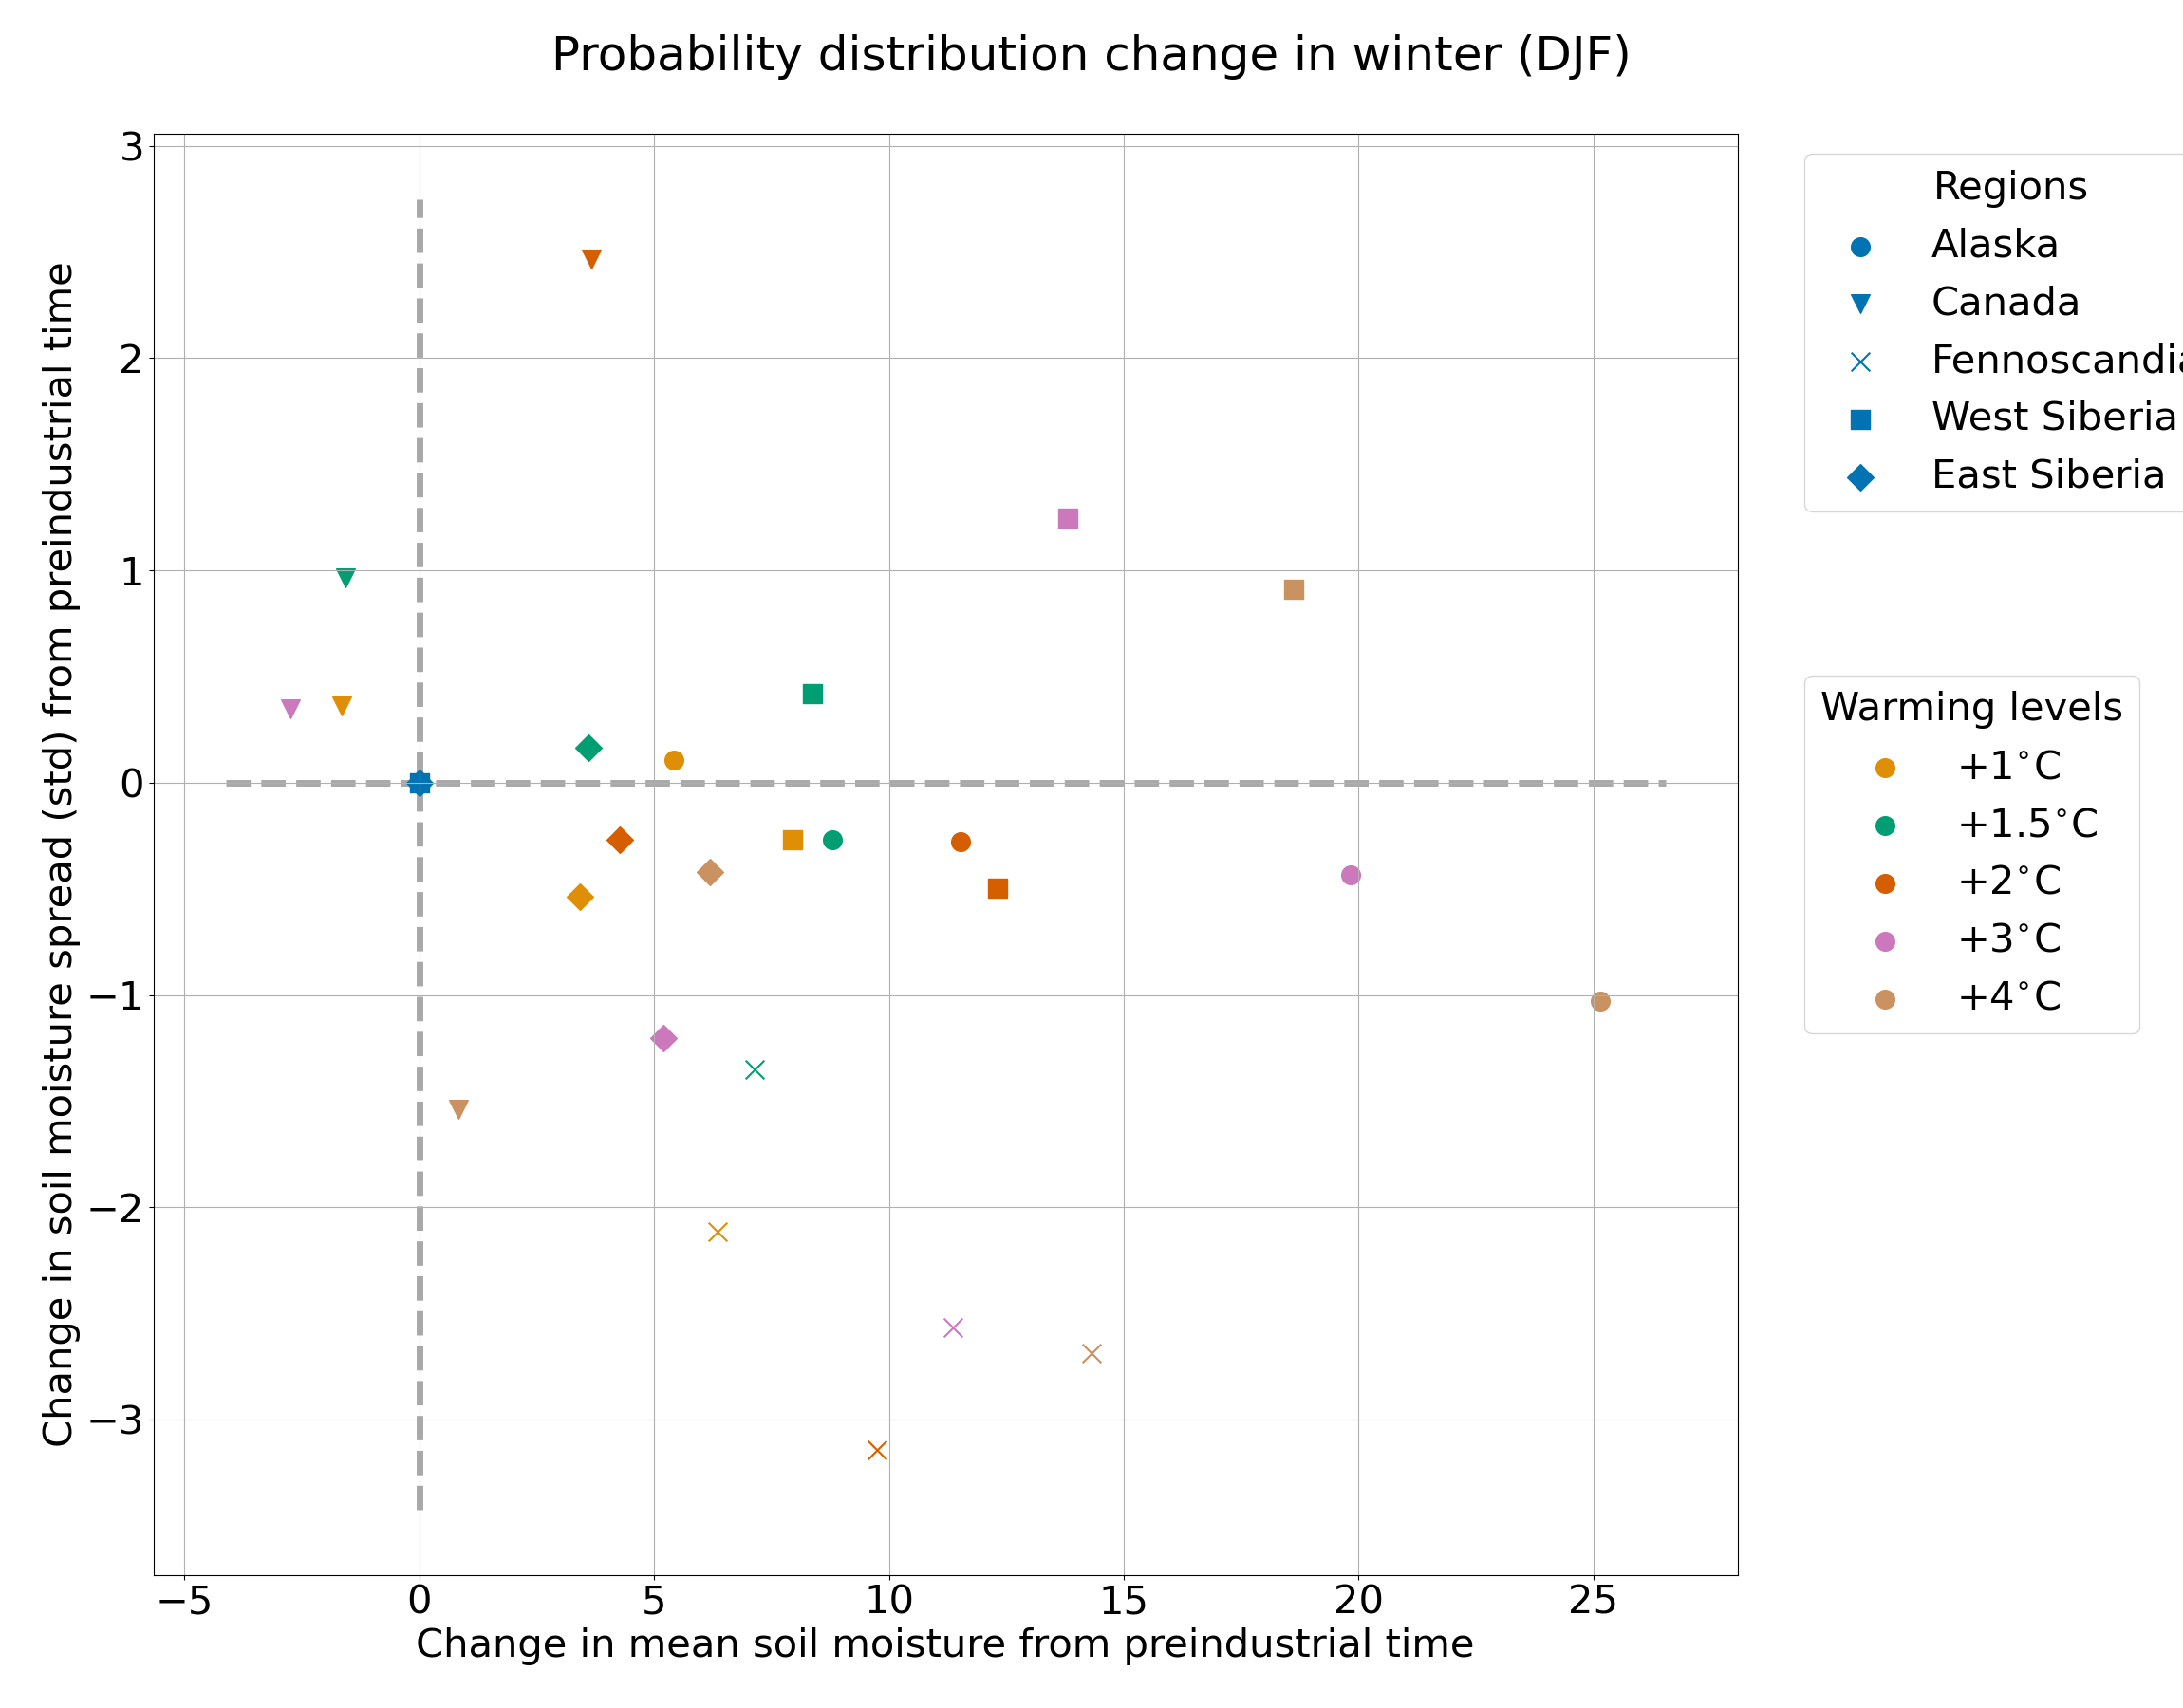 Probability distribution change in winter (DJF)
Change in soil moisture spread (std) from preindustrial time
3
2
1
0
−1
−2
−3
−5
0
5
10
15
20
25
Change in mean soil moisture from preindustrial time
Regions
Alaska
Canada
Fennoscandia
West Siberia
East Siberia
Warming levels
+1°C
+1.5°C
+2°C
+3°C
+4°C